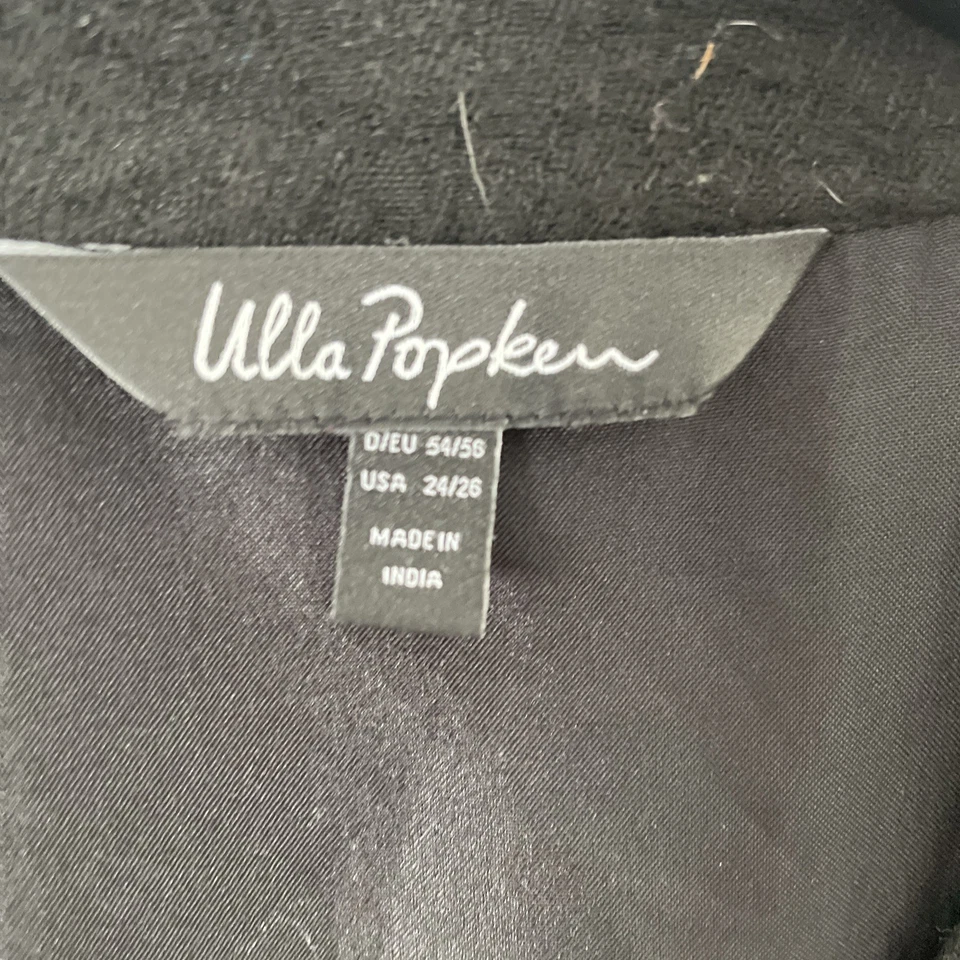 Ulla Popken
D/EU 54/56
USA 24/26
MADE IN
INDIA